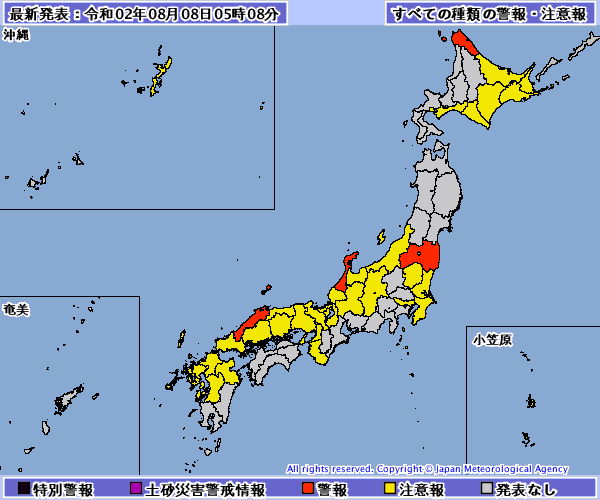 最新発表：令和02年08月08日05時08分
すべての種類の警報・注意報
沖縄
奄美
小笠原
All rights reserved. Copyright © Japan Meteorological Agency
特別警報 土砂災害警戒情報 警報 注意報 発表なし